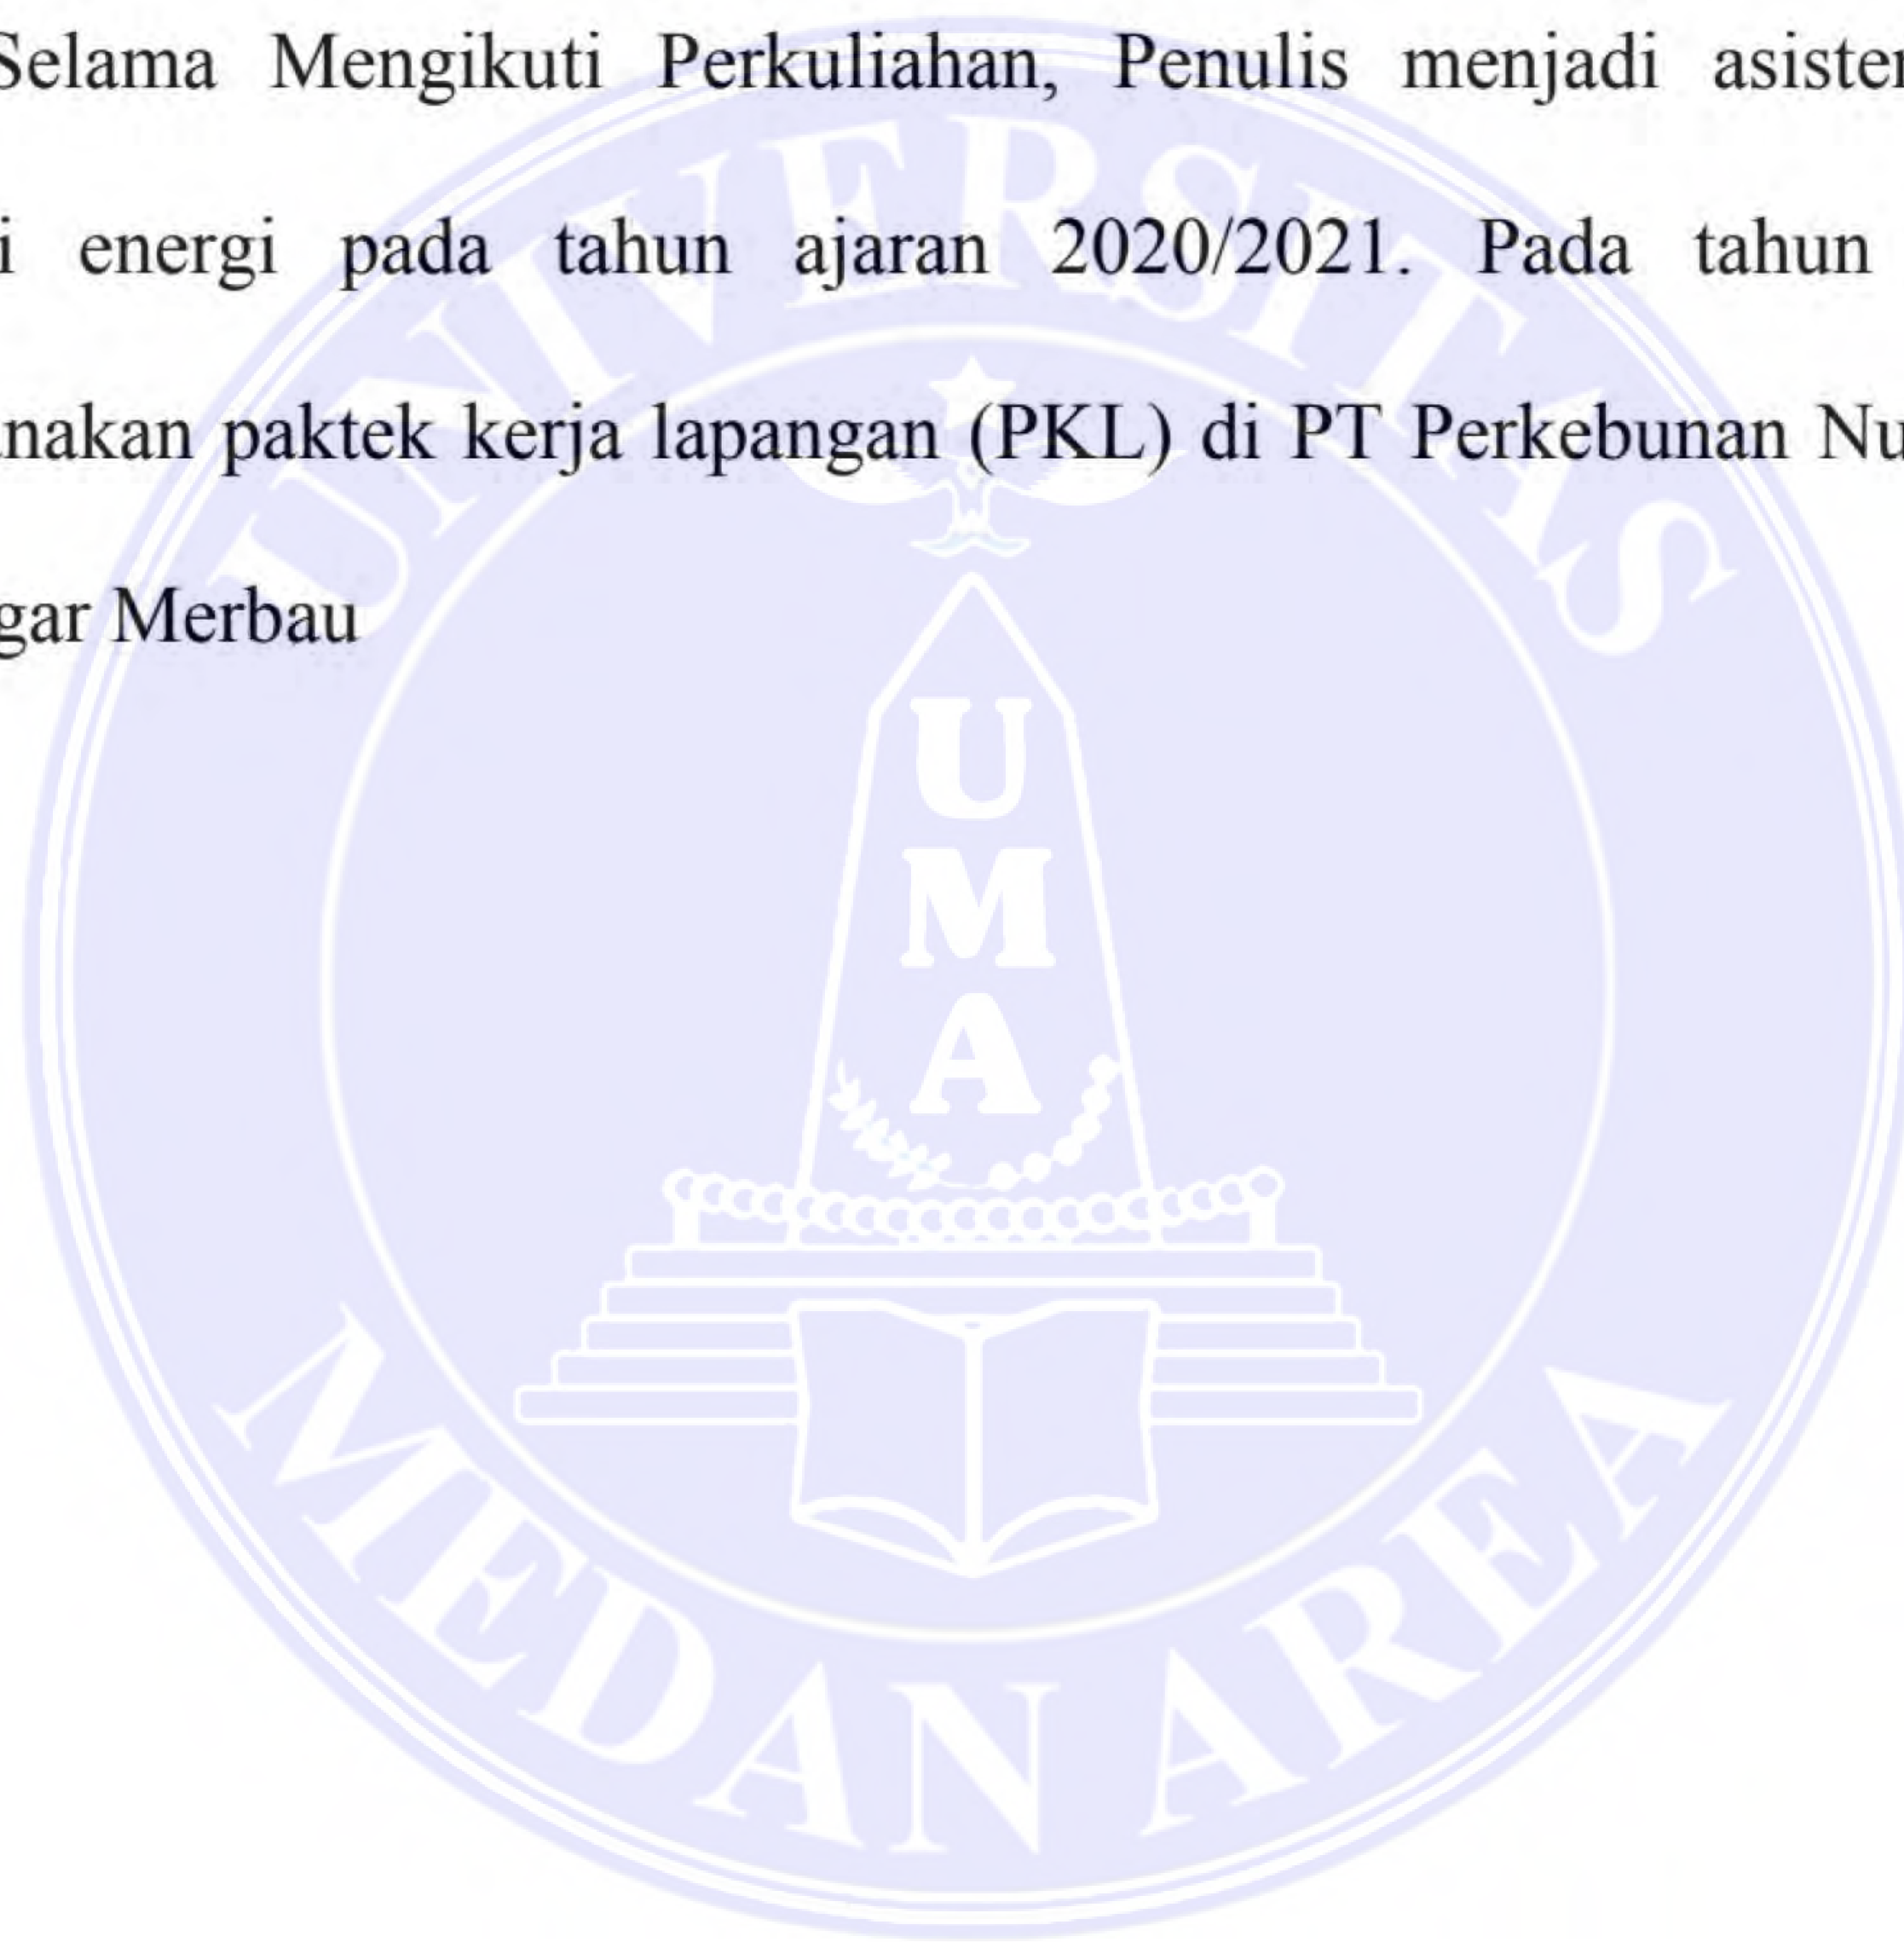 Selama Mengikuti Perkuliahan, Penulis menjadi asisten
i energi pada tahun ajaran 2020/2021. Pada tahun
nakan paktek kerja lapangan (PKL) di PT Perkebunan Nu
gar Merbau
UNIVERSITAS
U
M
A
MEDAN AREA